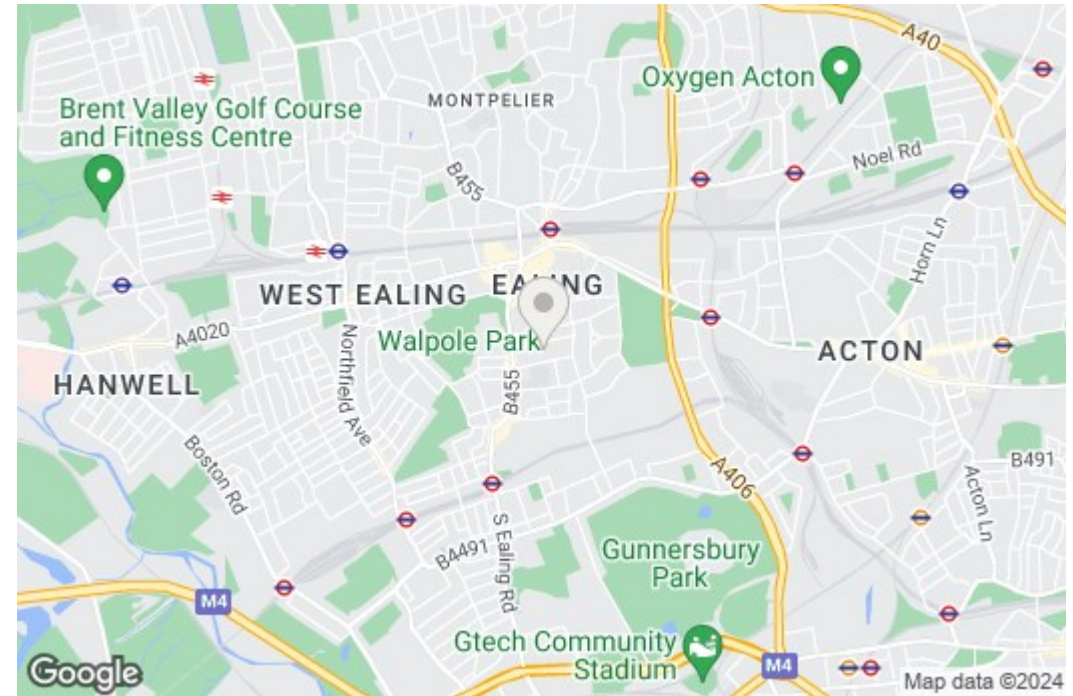 A40
Oxygen Acton
MONTPELIER
Brent Valley Golf Course
and Fitness Centre
Noel Rd
B455
Horn Ln
WEST EALING
EALING
A4020
Walpole Park
Northfield Ave
ACTON
HANWELL
B455
Boston Rd
A406
B491
Acton Ln
B4491
S Ealing Rd
Gunnersbury
Park
M4
Gtech Community
Stadium
M4
Google
Map data ©2024